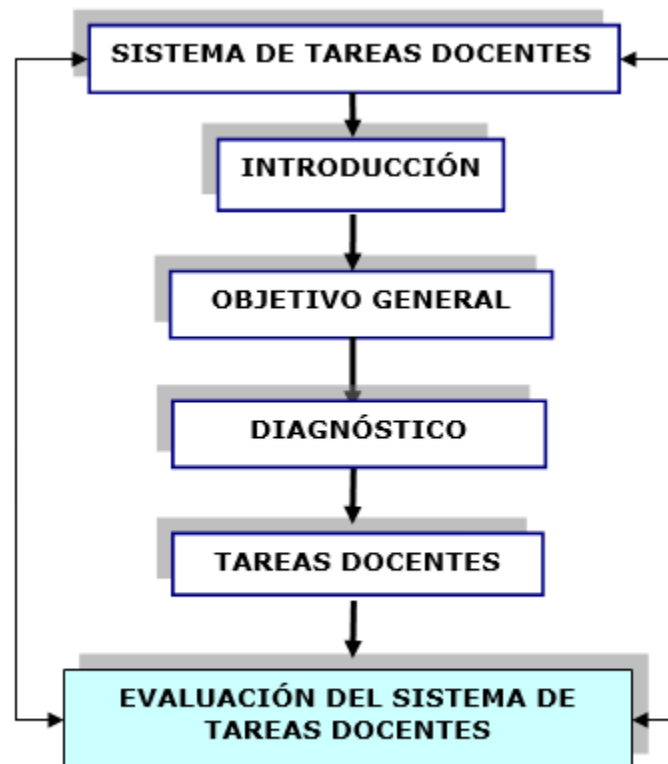 SISTEMA DE TAREAS DOCENTES
INTRODUCCIÓN
OBJETIVO GENERAL
DIAGNÓSTICO
TAREAS DOCENTES
EVALUACIÓN DEL SISTEMA DE
TAREAS DOCENTES